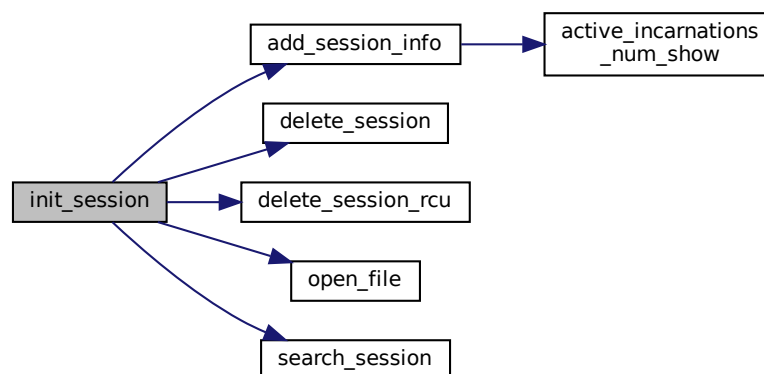 add_session_info
active_incarnations
_num_show
delete_session
init_session
delete_session_rcu
open_file
search_session